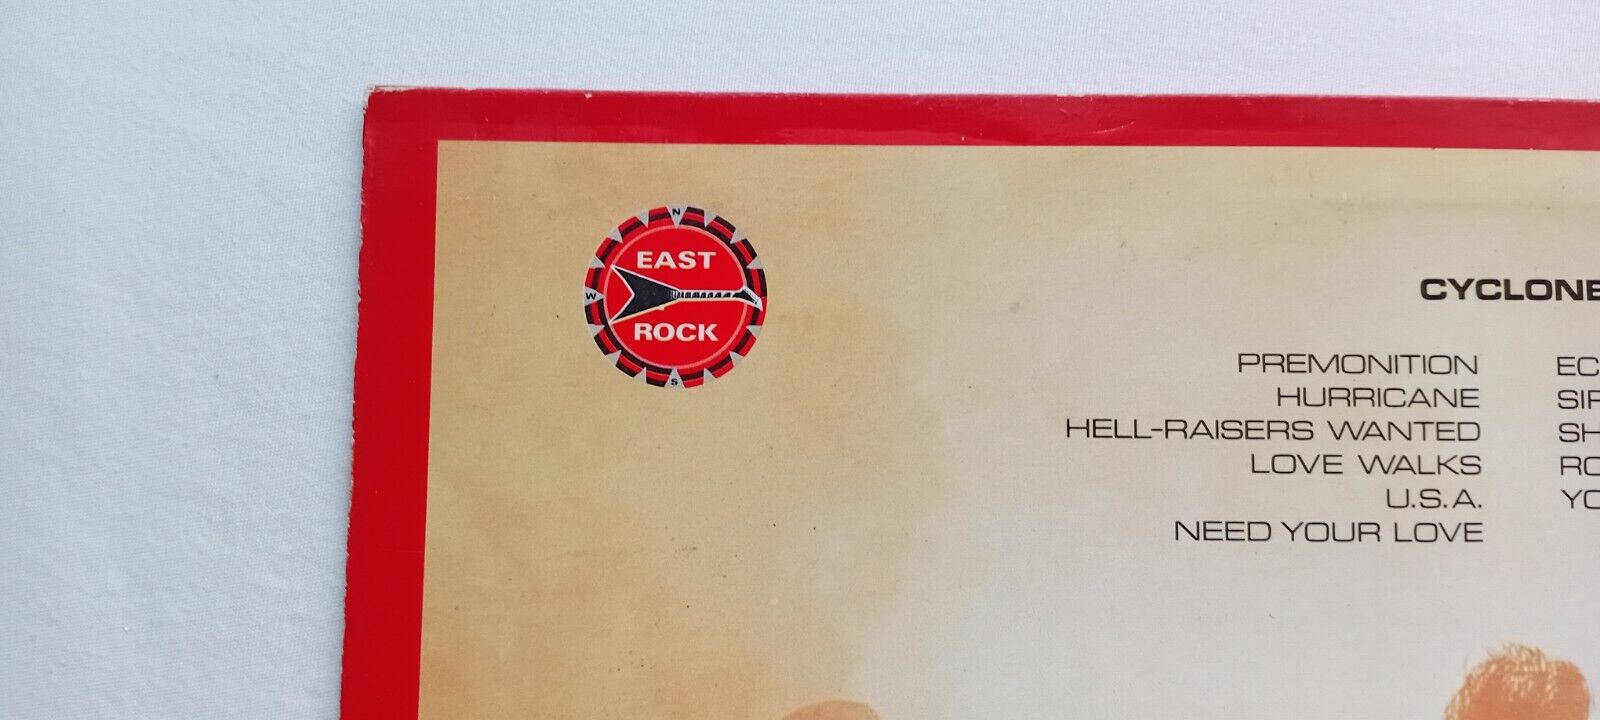 N
EAST
W
ROCK
S
CYCLONE
PREMONITION
HURRICANE
HELL-RAISERS WANTED
LOVE WALKS
U.S.A.
NEED YOUR LOVE